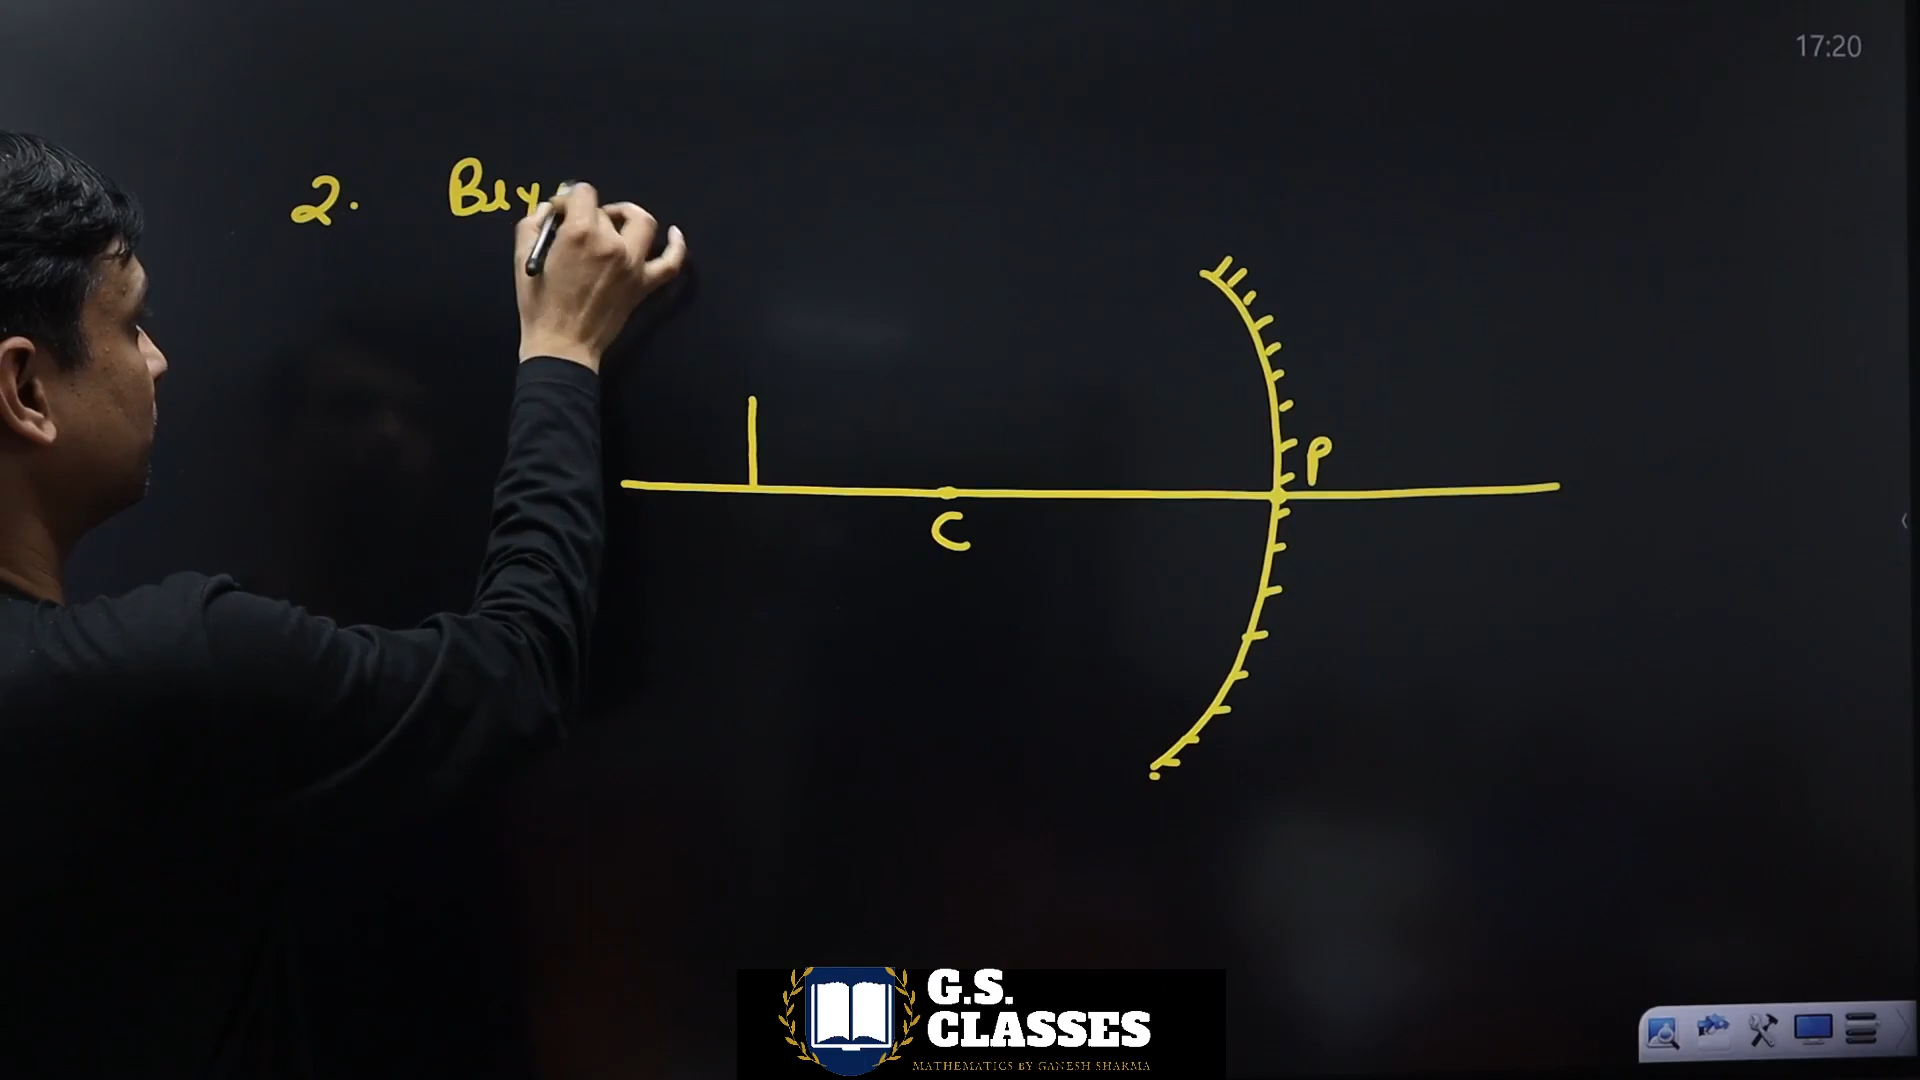 17:20
2.
P
C
G.S.
CLASSES
MATHEMATICS BY GANESH SHARMA